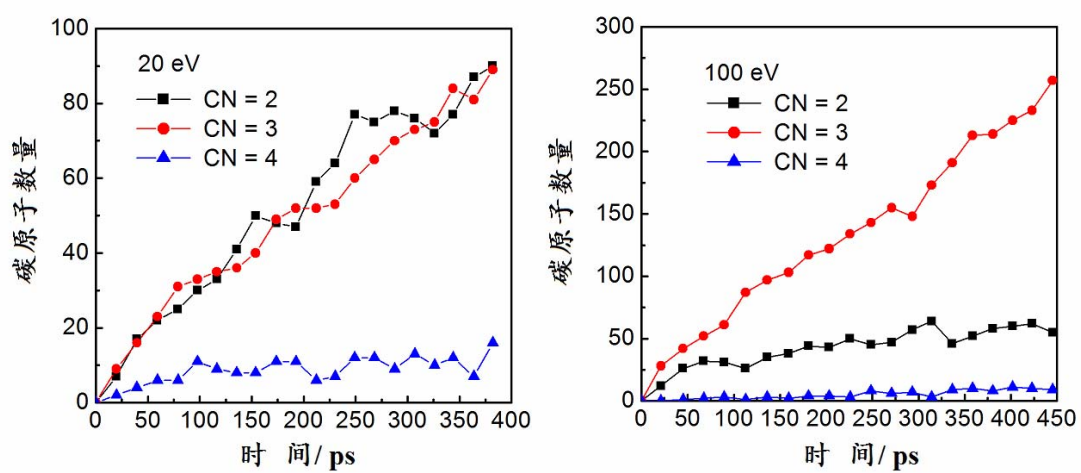 20 eV
CN = 2
CN = 3
CN = 4
碳原子数量
100
80
60
40
20
0
0 50 100 150 200 250 300 350 400
时 间/ ps
100 eV
CN = 2
CN = 3
CN = 4
碳原子数量
300
250
200
150
100
50
0
0 50 100 150 200 250 300 350 400 450
时 间/ ps